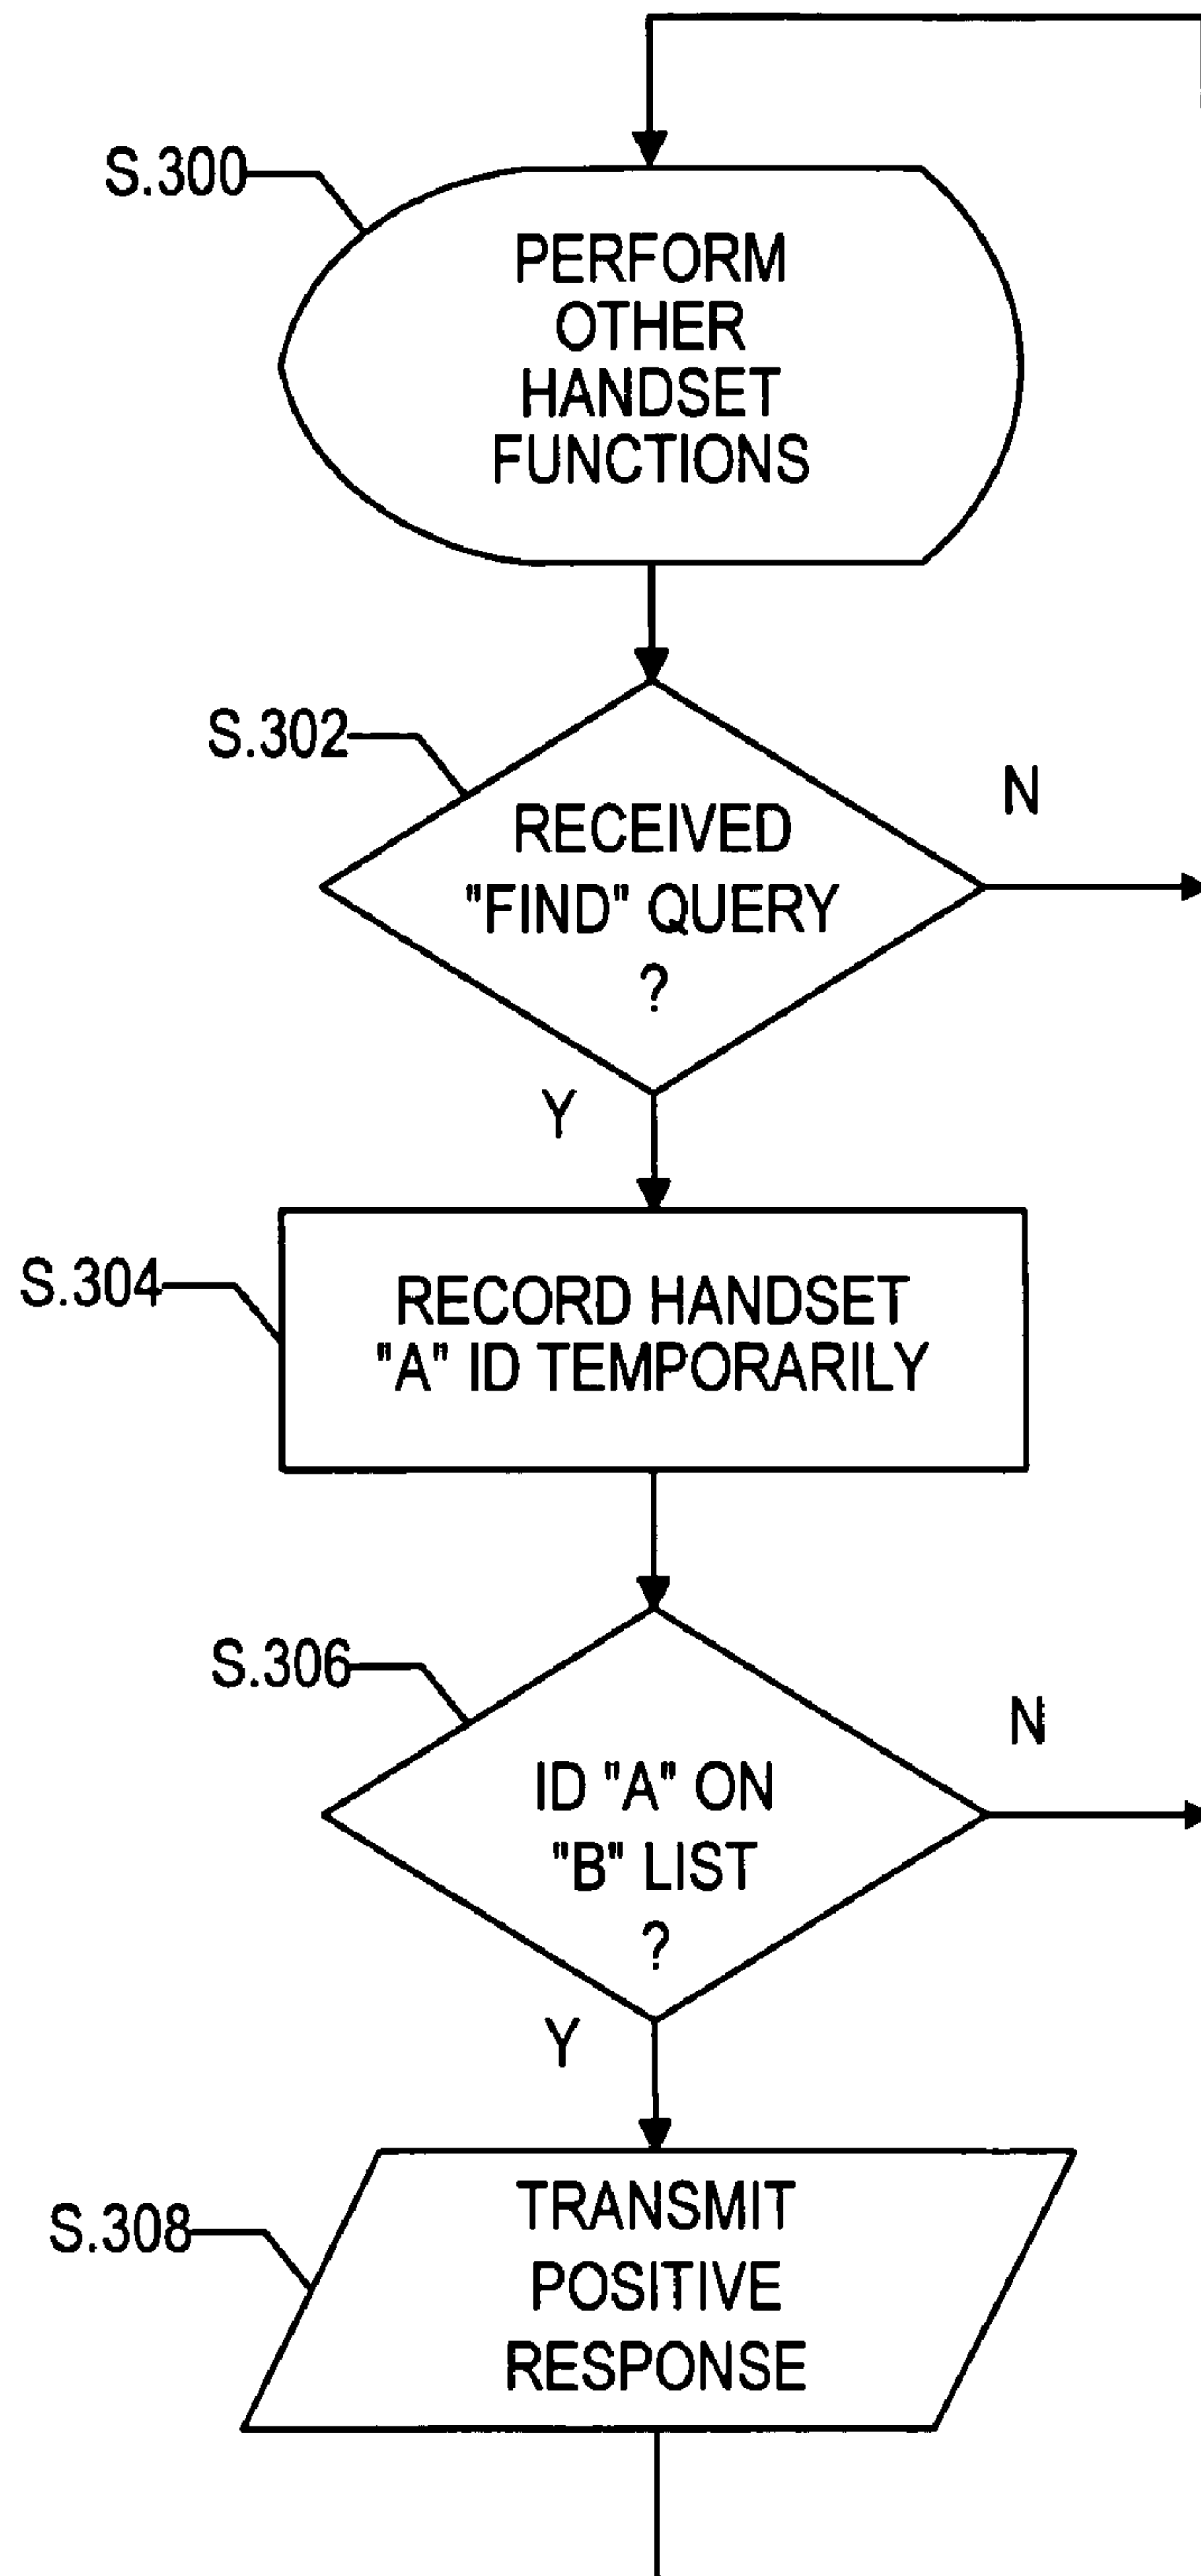 S.300
PERFORM
OTHER
HANDSET
FUNCTIONS
S.302
RECEIVED
"FIND" QUERY
?
N
Y
S.304
RECORD HANDSET
"A" ID TEMPORARILY
S.306
ID "A" ON
"B" LIST
?
N
Y
S.308
TRANSMIT
POSITIVE
RESPONSE